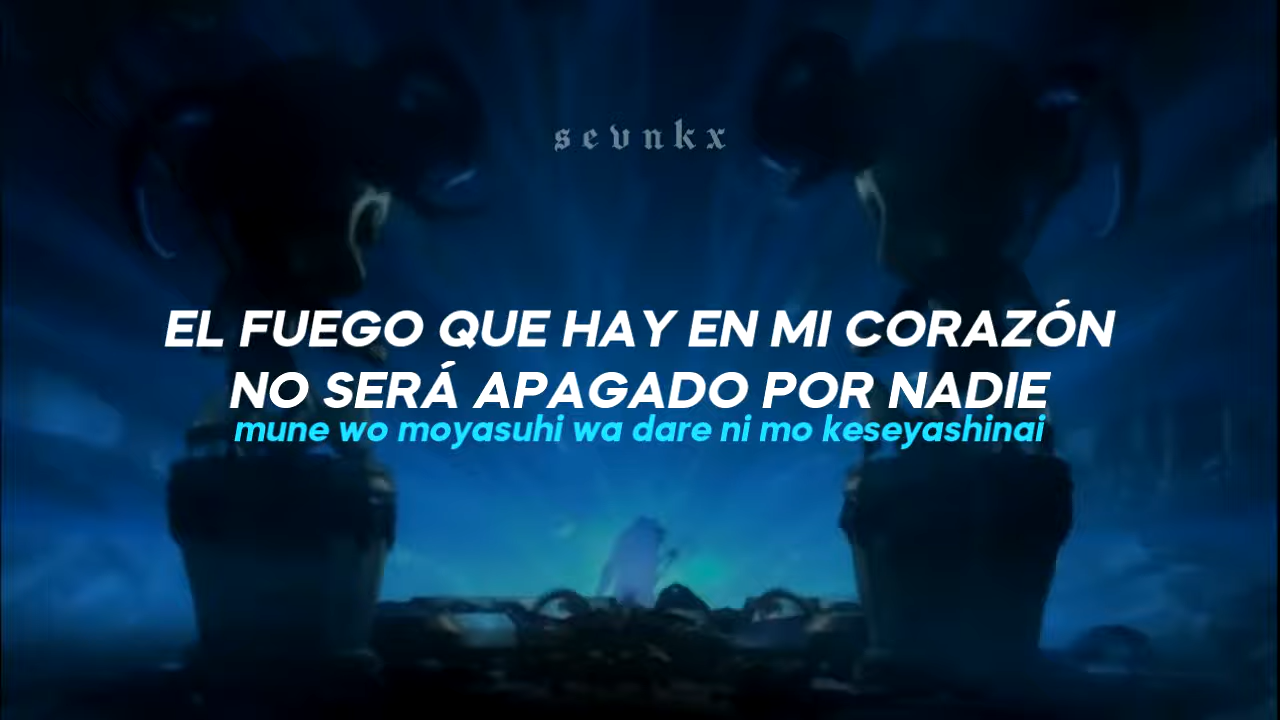 sevnkx
EL FUEGO QUE HAY EN MI CORAZÓN
NO SERÁ APAGADO POR NADIE
mune wo moyasuhi wa dare ni mo keseyashinai